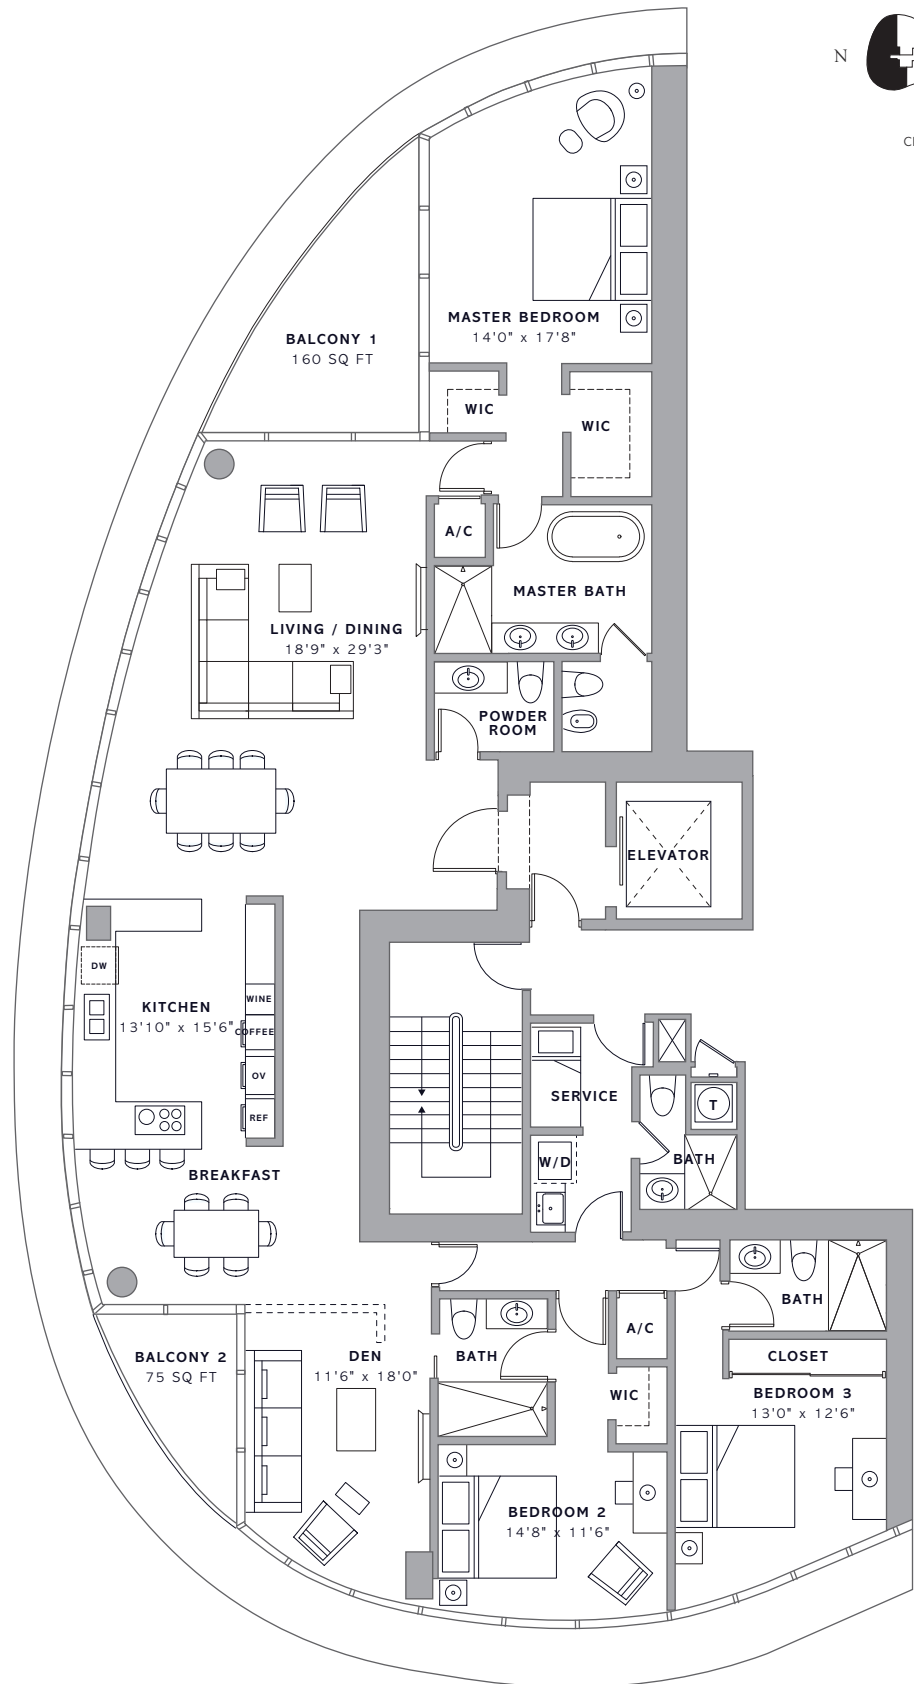 N
CI
MASTER BEDROOM
14'0" x 17'8"
BALCONY 1
160 SQ FT
WIC
WIC
A/C
MASTER BATH
LIVING / DINING
18'9" x 29'3"
POWDER
ROOM
ELEVATOR
DW
WINE
KITCHEN
13'10" x 15'6"
COFFEE
OV
REF
SERVICE
T
W/D
BATH
BREAKFAST
BATH
A/C
BALCONY 2
75 SQ FT
DEN
11'6" x 18'0"
BATH
CLOSET
WIC
BEDROOM 3
13'0" x 12'6"
BEDROOM 2
14'8" x 11'6"